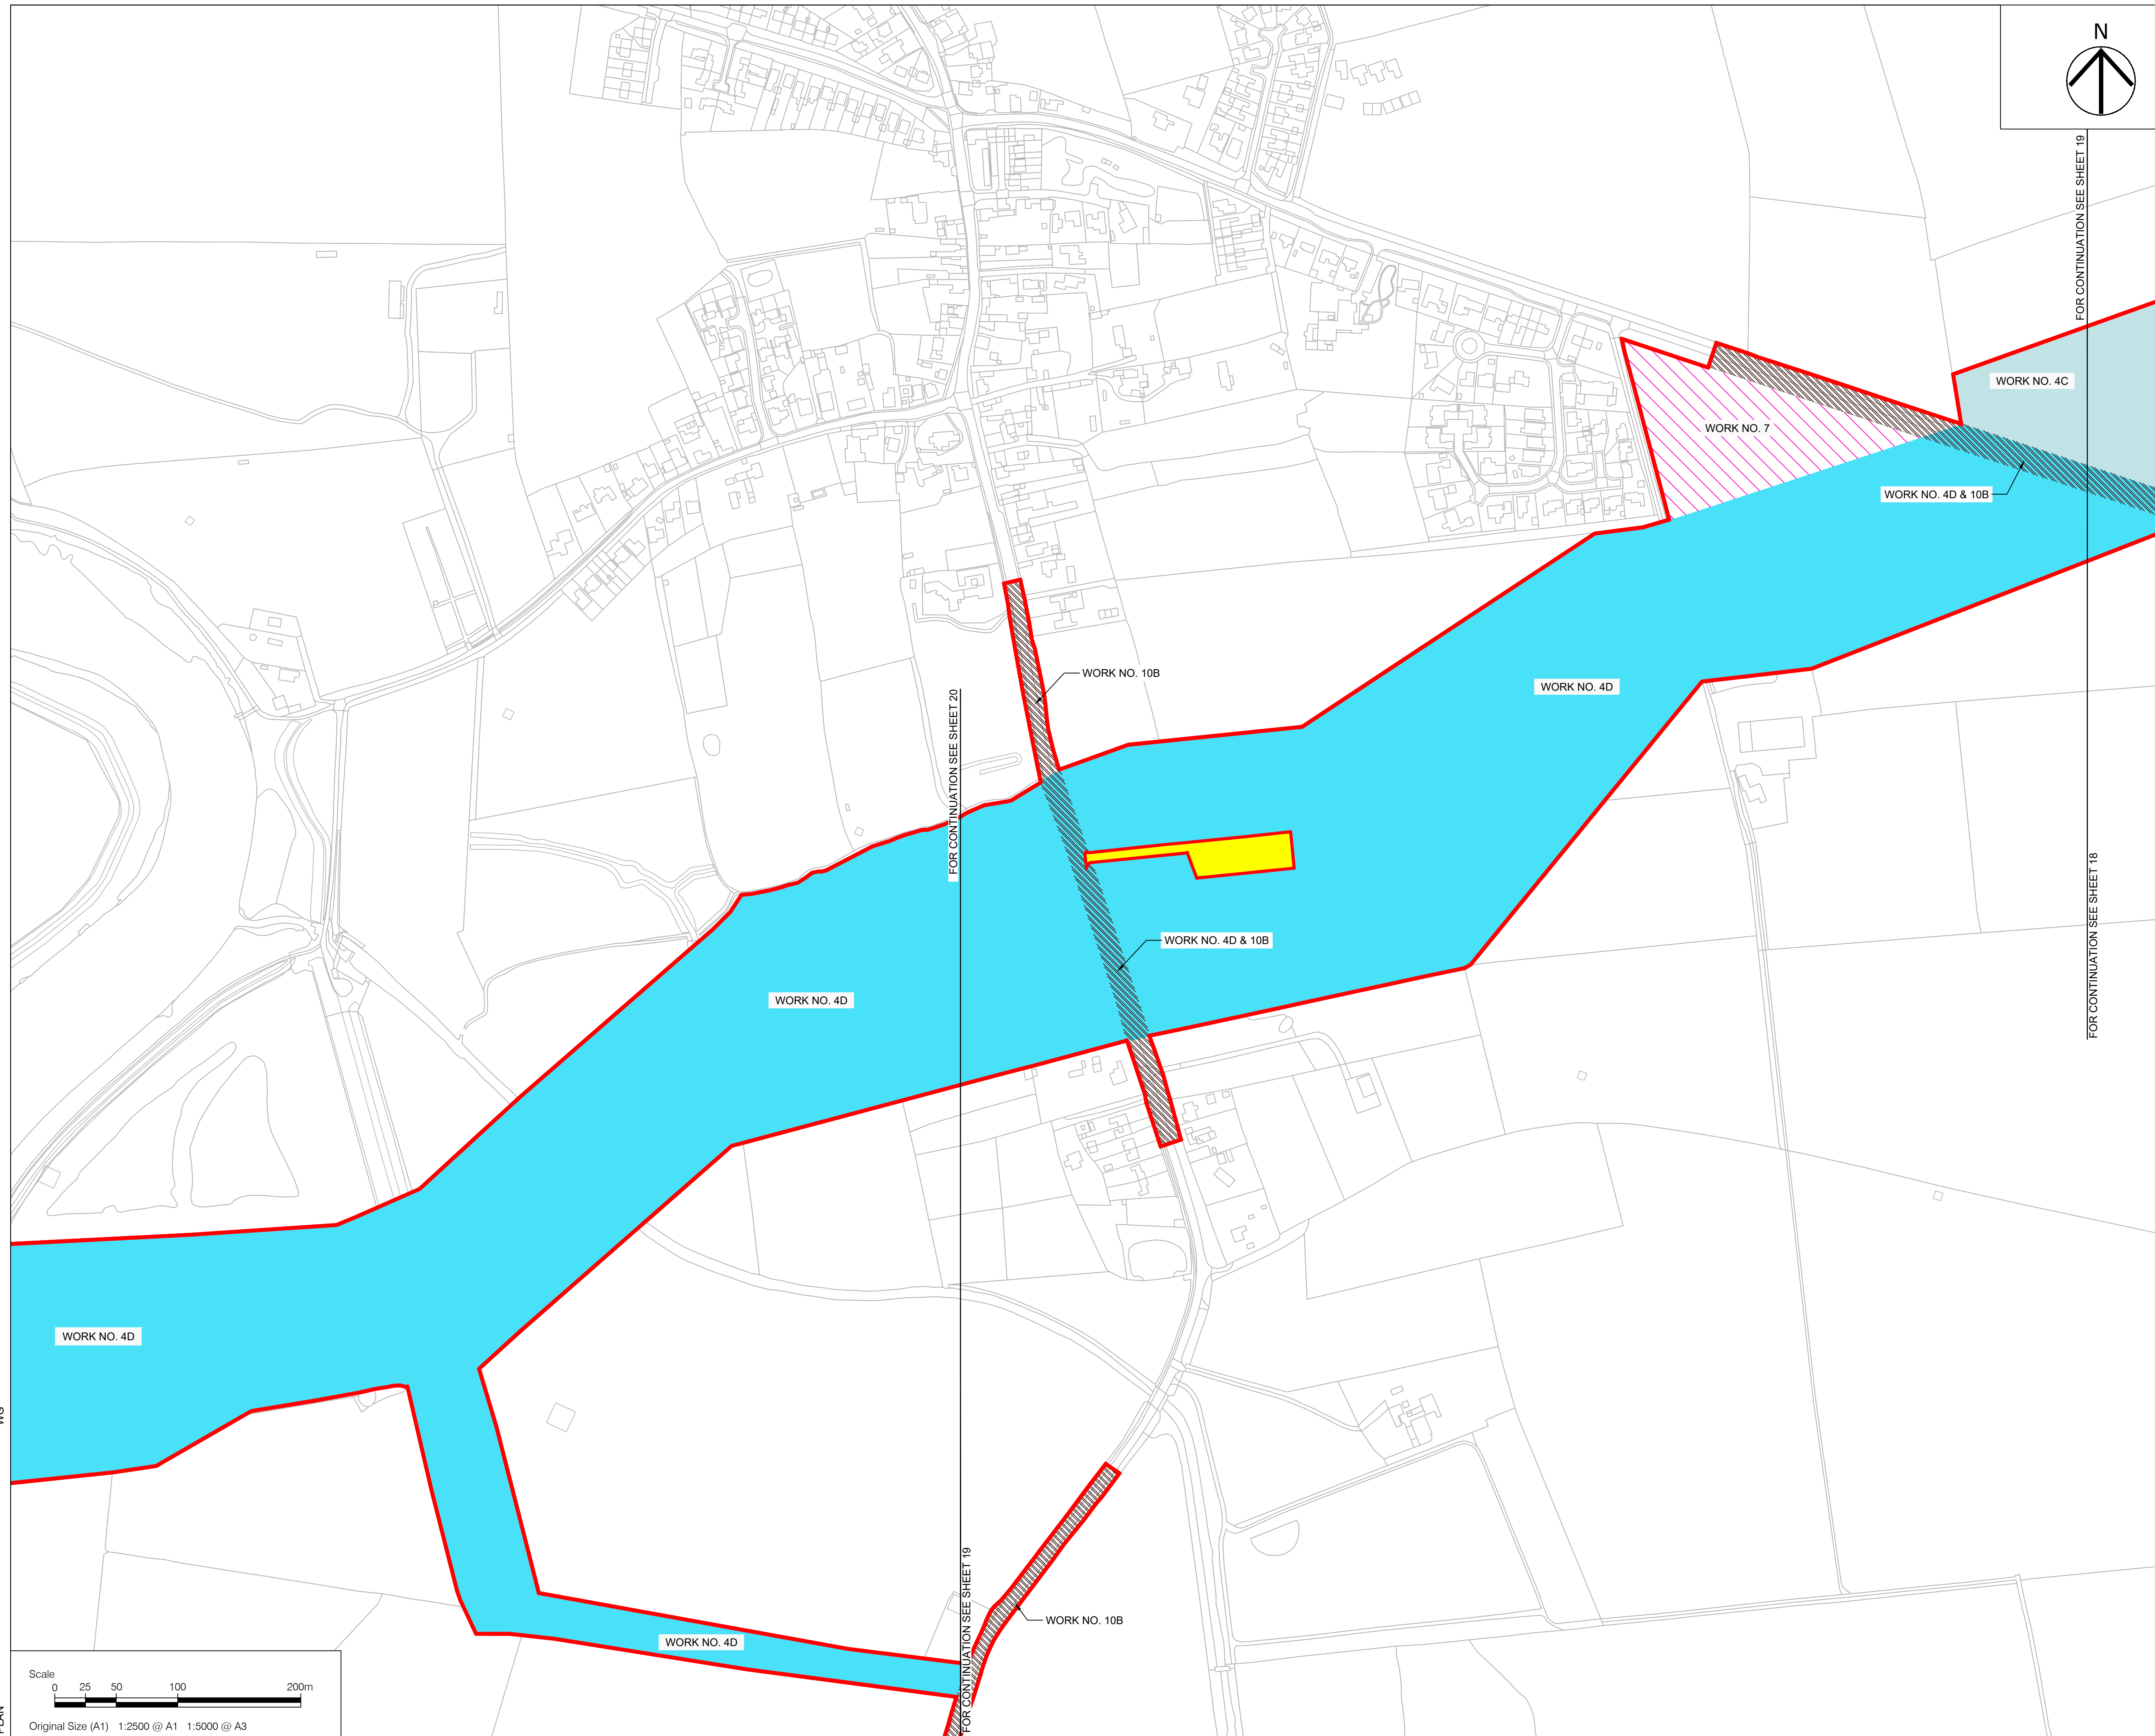 N
FOR CONTINUATION SEE SHEET 19
WORK NO. 4C
WORK NO. 7
WORK NO. 4D & 10B
WORK NO. 10B
WORK NO. 4D
FOR CONTINUATION SEE SHEET 20
FOR CONTINUATION SEE SHEET 18
WORK NO. 4D & 10B
WORK NO. 4D
WORK NO. 4D
WORK NO. 10B
WORK NO. 4D
FOR CONTINUATION SEE SHEET 19
Scale
0 25 50 100 200m
Original Size (A1) 1:2500 @ A1 1:5000 @ A3